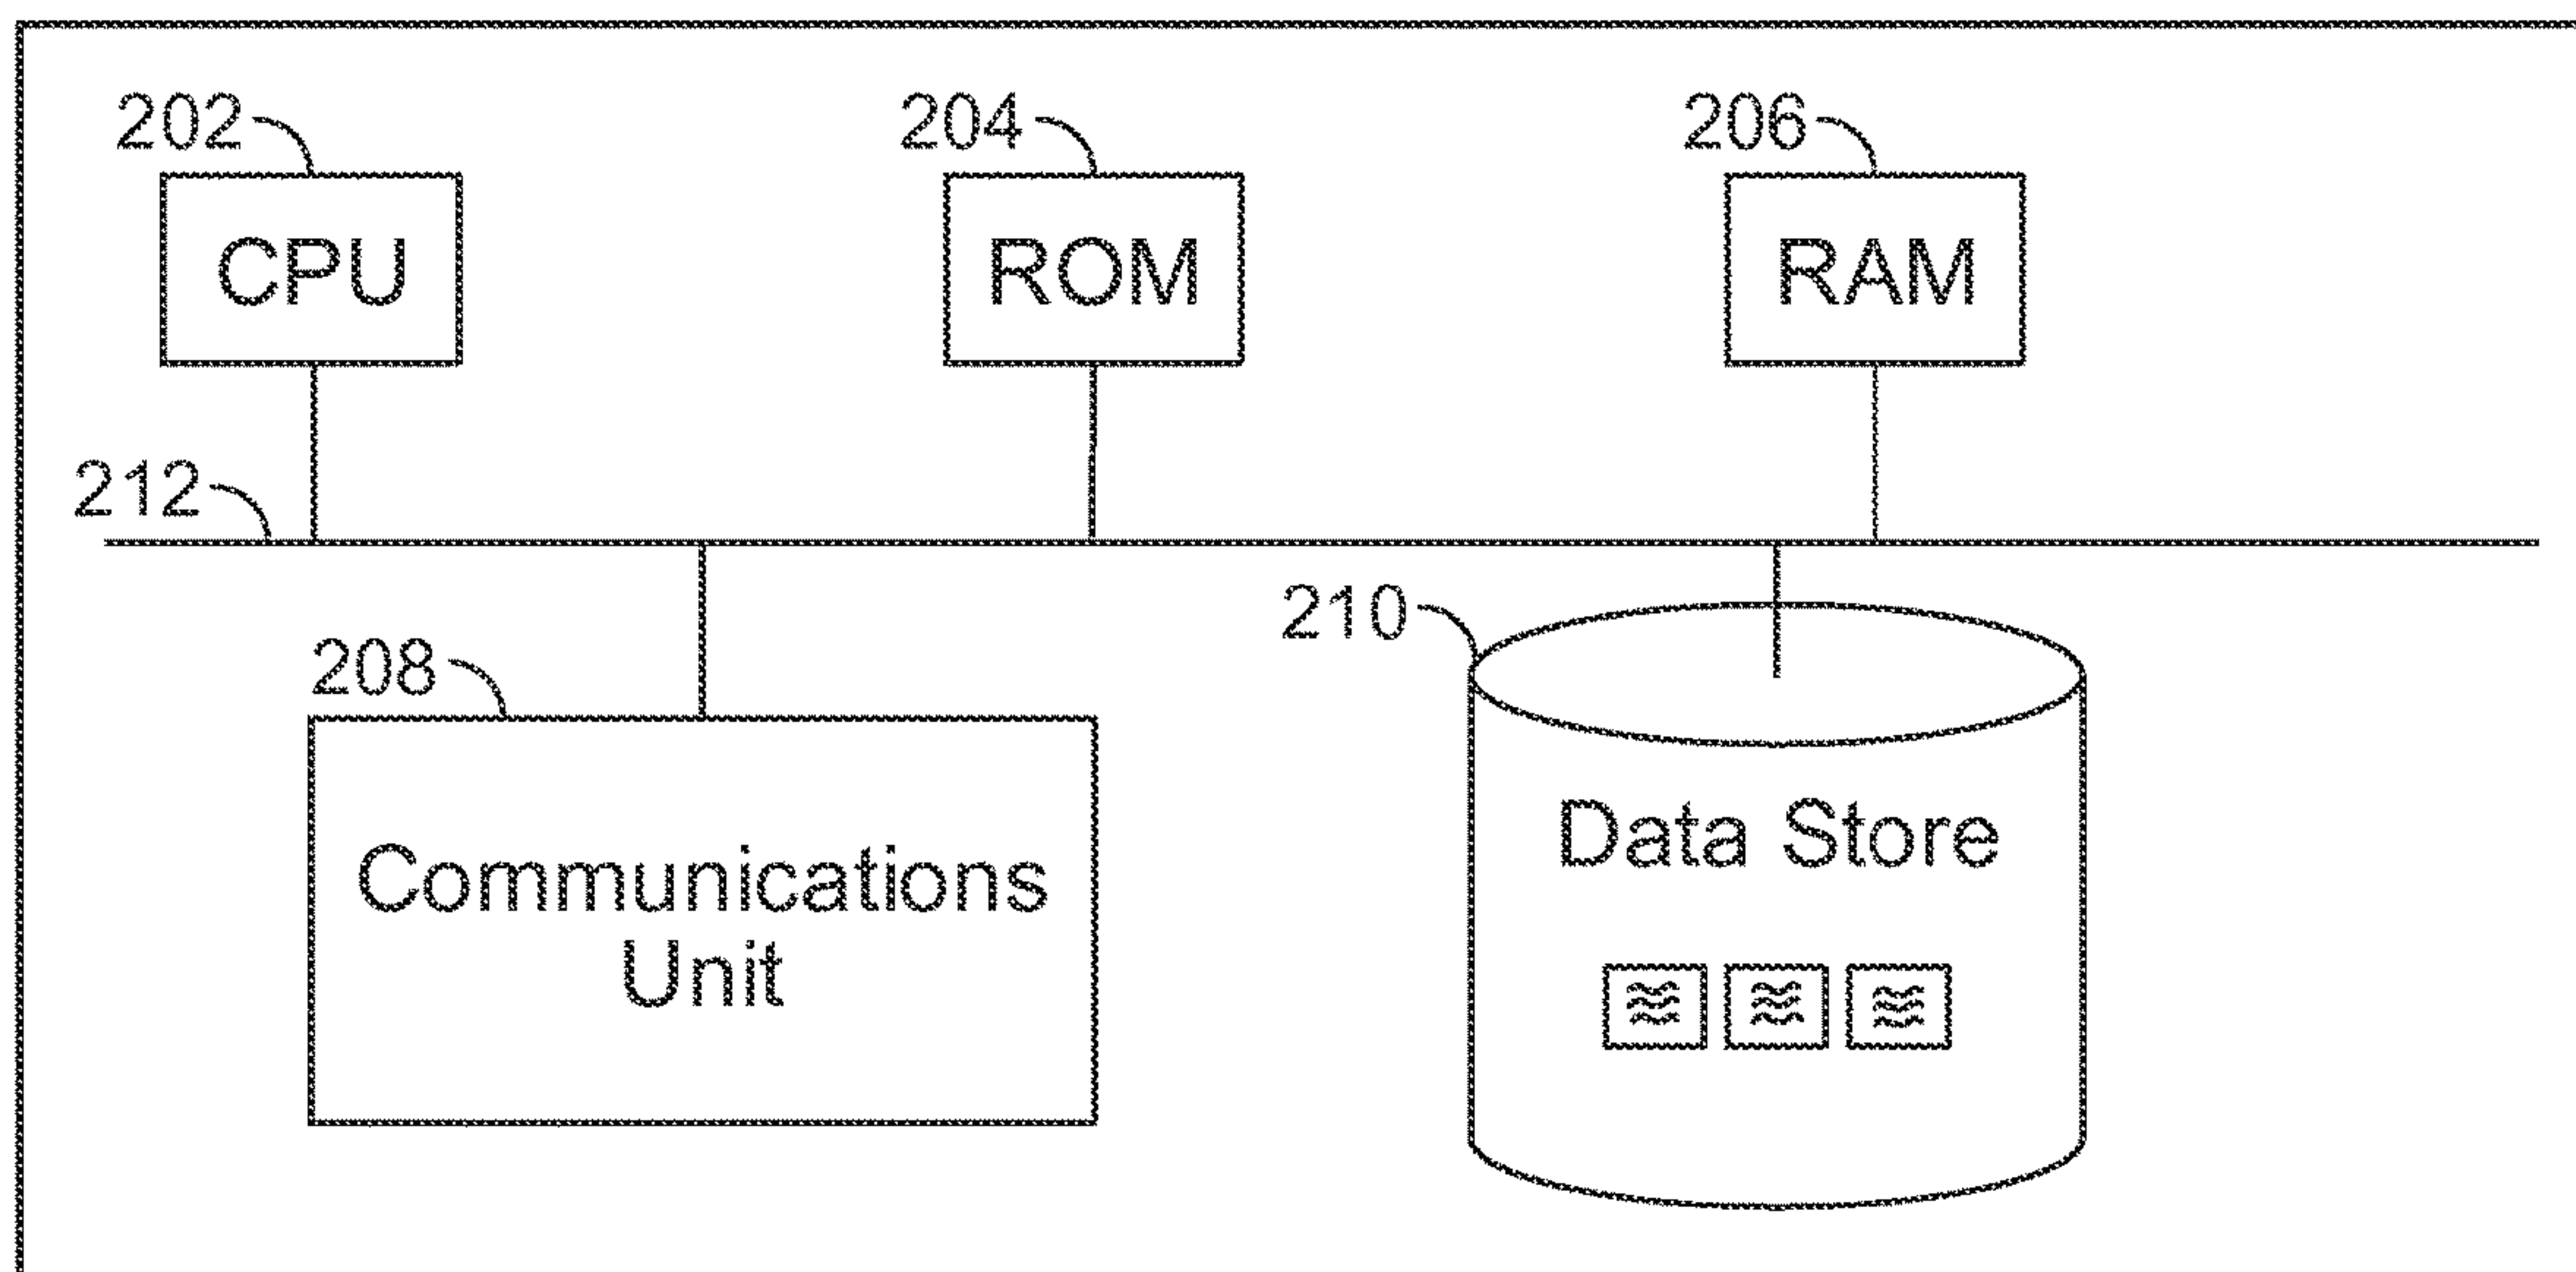 202
204
206
CPU
ROM
RAM
212
210
208
Data Store
Communications
Unit